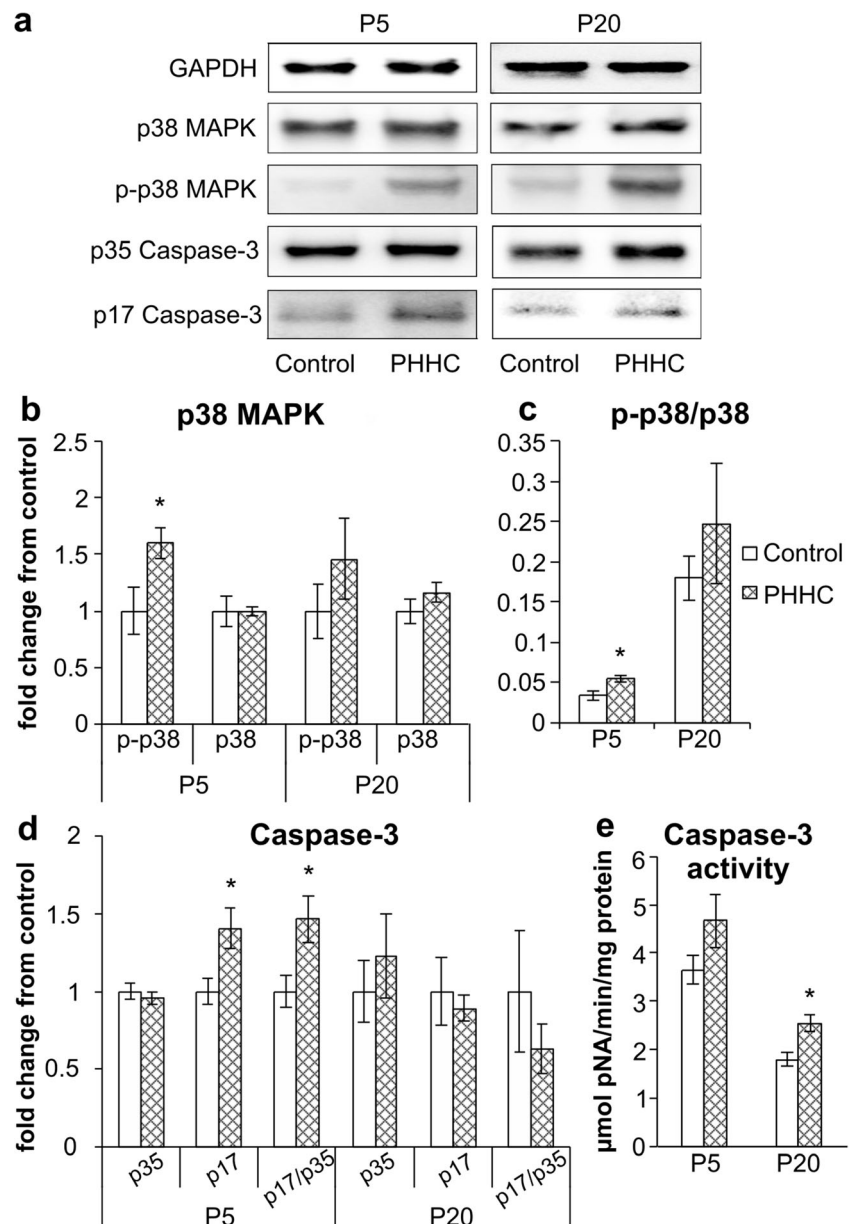 a
P5 P20
GAPDH
p38 MAPK
p-p38 MAPK
p35 Caspase-3
p17 Caspase-3
Control PHHC Control PHHC
b
p38 MAPK
fold change from control
2.5
2
1.5
1
0.5
0
*
p-p38 p38 p-p38 p38
P5 P20
c
p-p38/p38
0.35
0.3
0.25
0.2
0.15
0.1
0.05
0
*
P5 P20
Control
PHHC
d
Caspase-3
fold change from control
2
1.5
1
0.5
0
* *
p35 p17 p17/p35 p35 p17 p17/p35
P5 P20
e
Caspase-3
activity
µmol pNA/min/mg protein
6
5
4
3
2
1
0
*
P5 P20